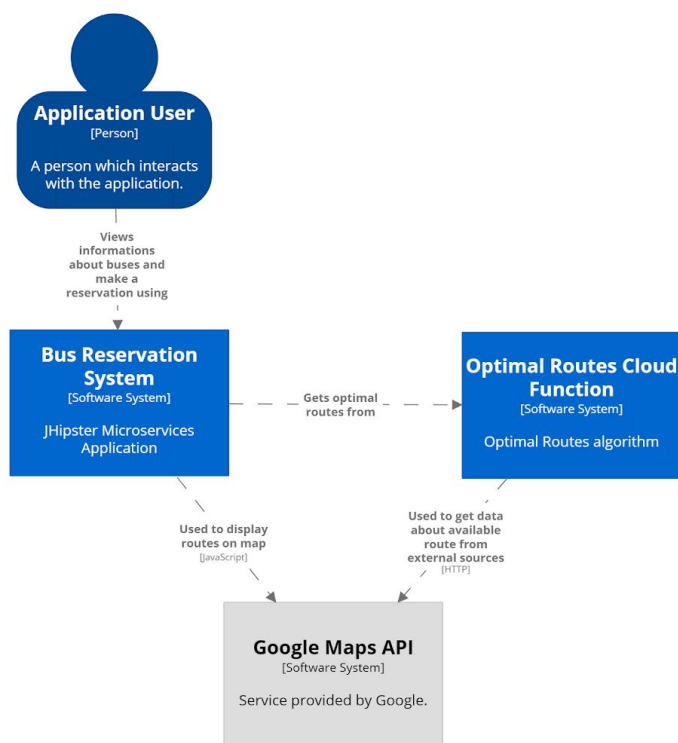 Application User
[Person]
A person which interacts
with the application.
Views
informations
about buses and
make a
reservation using
Bus Reservation
System
[Software System]
JHipster Microservices
Application
Gets optimal
routes from
Optimal Routes Cloud
Function
[Software System]
Optimal Routes algorithm
Used to display
routes on map
[JavaScript]
Used to get data
about available
route from
external sources
[HTTP]
Google Maps API
[Software System]
Service provided by Google.